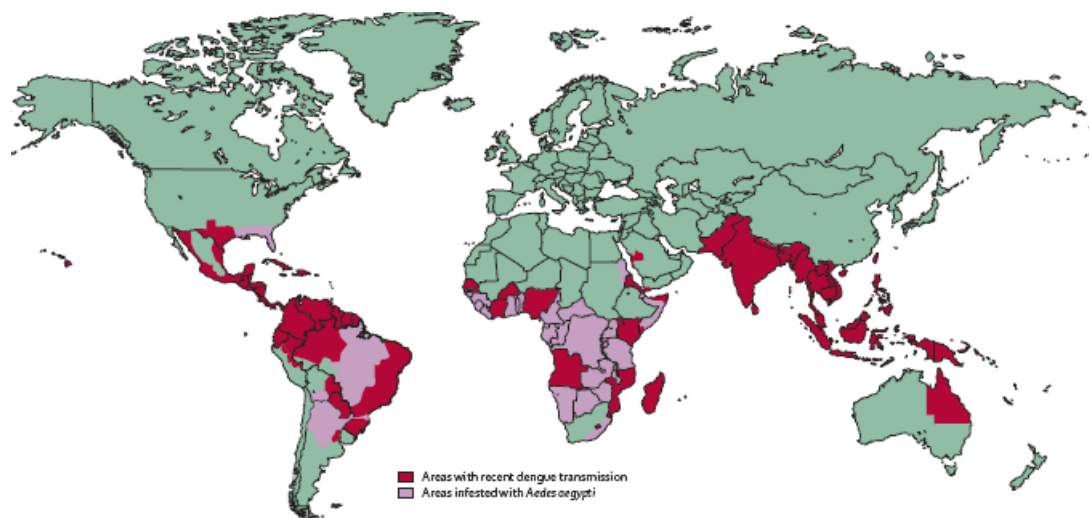 Areas with recent dengue transmission
Areas infested with Aedes aegypti